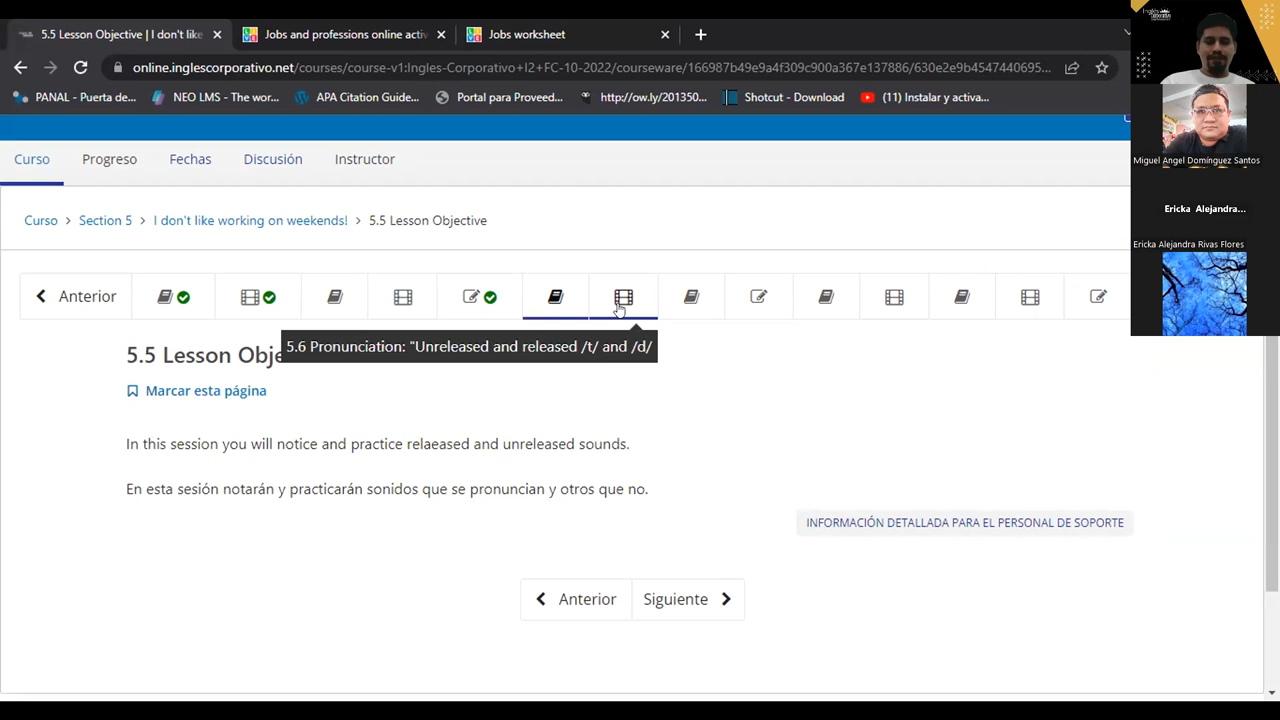 5.5 Lesson Objective | I don't like
Jobs and professions online activ
Jobs worksheet
online.inglescorporativo.net/courses/course-v1:Ingles-Corporativo+I2+FC-10-2022/courseware/166987b49e9a4f309c900a367e137886/630e2e9b4547440695...
PANAL - Puerta de...
NEO LMS - The wor...
APA Citation Guide...
Portal para Proveed...
http://ow.ly/201350...
Shotcut - Download
(11) Instalar y activa...
Curso
Progreso
Fechas
Discusión
Instructor
Curso > Section 5 > I don't like working on weekends! > 5.5 Lesson Objective
Anterior
5.6 Pronunciation: "Unreleased and released /t/ and /d/
5.5 Lesson Obje
Marcar esta página
In this session you will notice and practice relaeased and unreleased sounds.
En esta sesión notarán y practicarán sonidos que se pronuncian y otros que no.
INFORMACIÓN DETALLADA PARA EL PERSONAL DE SOPORTE
Anterior
Siguiente
Inglés
Corporativo
Miguel Angel Domínguez Santos
Ericka Alejandra...
Ericka Alejandra Rivas Flores